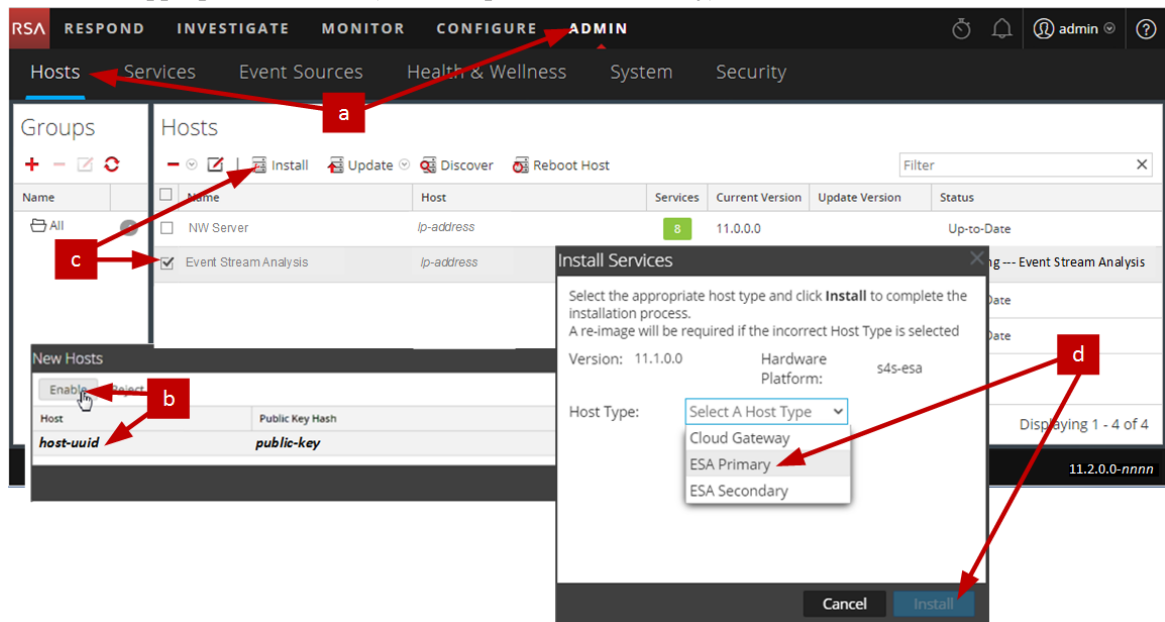 RSA RESPOND INVESTIGATE MONITOR CONFIGURE ADMIN admin ?
Hosts Services Event Sources Health & Wellness System Security
a
Groups
Hosts
Install Update Discover Reboot Host Filter X
Name
Name Host Services Current Version Update Version Status
All
NW Server Ip-address 8 11.0.0.0 Up-to-Date
c
Event Stream Analysis Ip-address ng --- Event Stream Analysis
Date
Date
Displaying 1 - 4 of 4
11.2.0.0-nnnn
New Hosts
Enable Reject
b
Host Public Key Hash
host-uuid public-key
Install Services
Select the appropriate host type and click Install to complete the
installation process.
A re-image will be required if the incorrect Host Type is selected
Version: 11.1.0.0 Hardware
Platform: s4s-esa
d
Host Type: Select A Host Type
Cloud Gateway
ESA Primary
ESA Secondary
Cancel Install